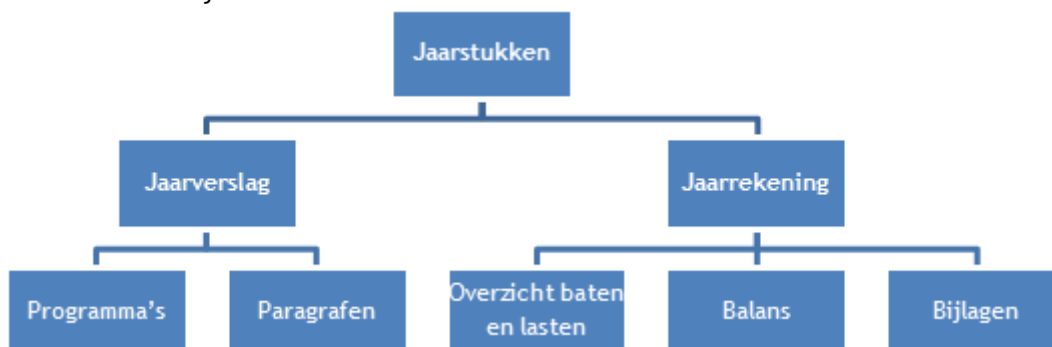 Jaarstukken
Jaarverslag
Jaarrekening
Programma's
Paragrafen
Overzicht baten
en lasten
Balans
Bijlagen